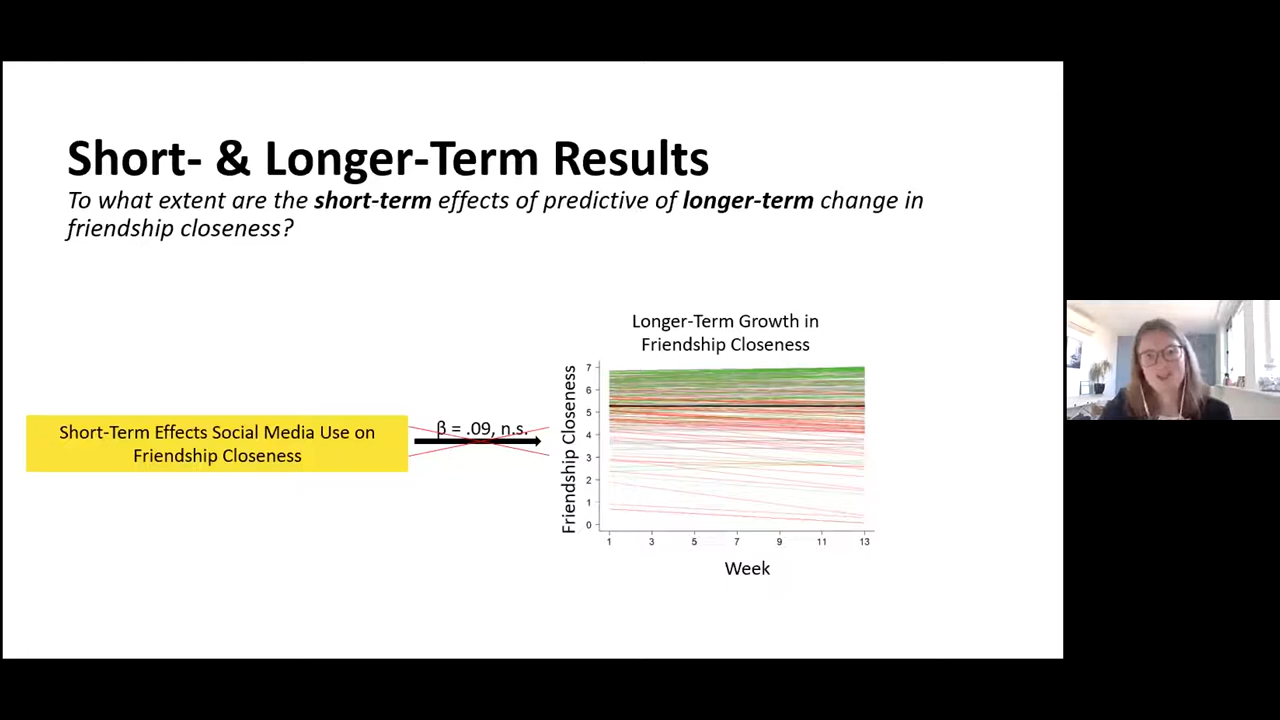 Short- & Longer-Term Results
To what extent are the short-term effects of predictive of longer-term change in
friendship closeness?
Longer-Term Growth in
Friendship Closeness
Short-Term Effects Social Media Use on
Friendship Closeness
β = .09, n.s.
Friendship Closeness
7
6
5
4
3
2
1
0
1 3 5 7 9 11 13
Week